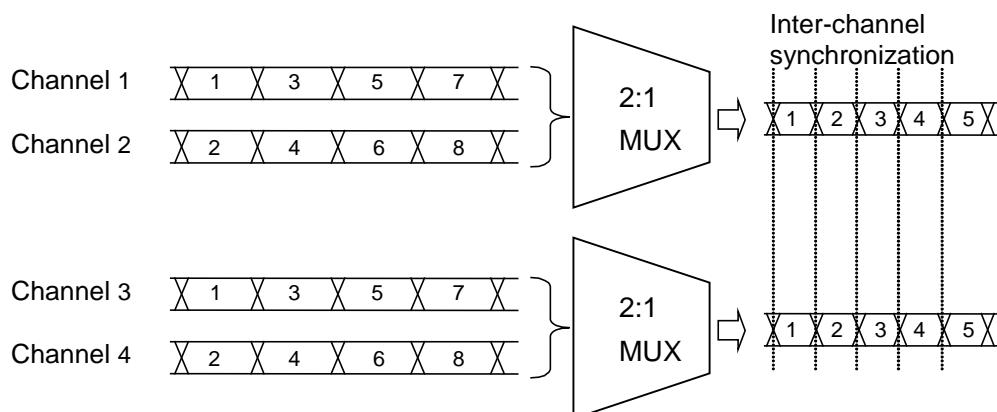 Inter-channel
synchronization
Channel 1 1 3 5 7
2:1
MUX
1 2 3 4 5
Channel 2 2 4 6 8
Channel 3 1 3 5 7
2:1
MUX
1 2 3 4 5
Channel 4 2 4 6 8